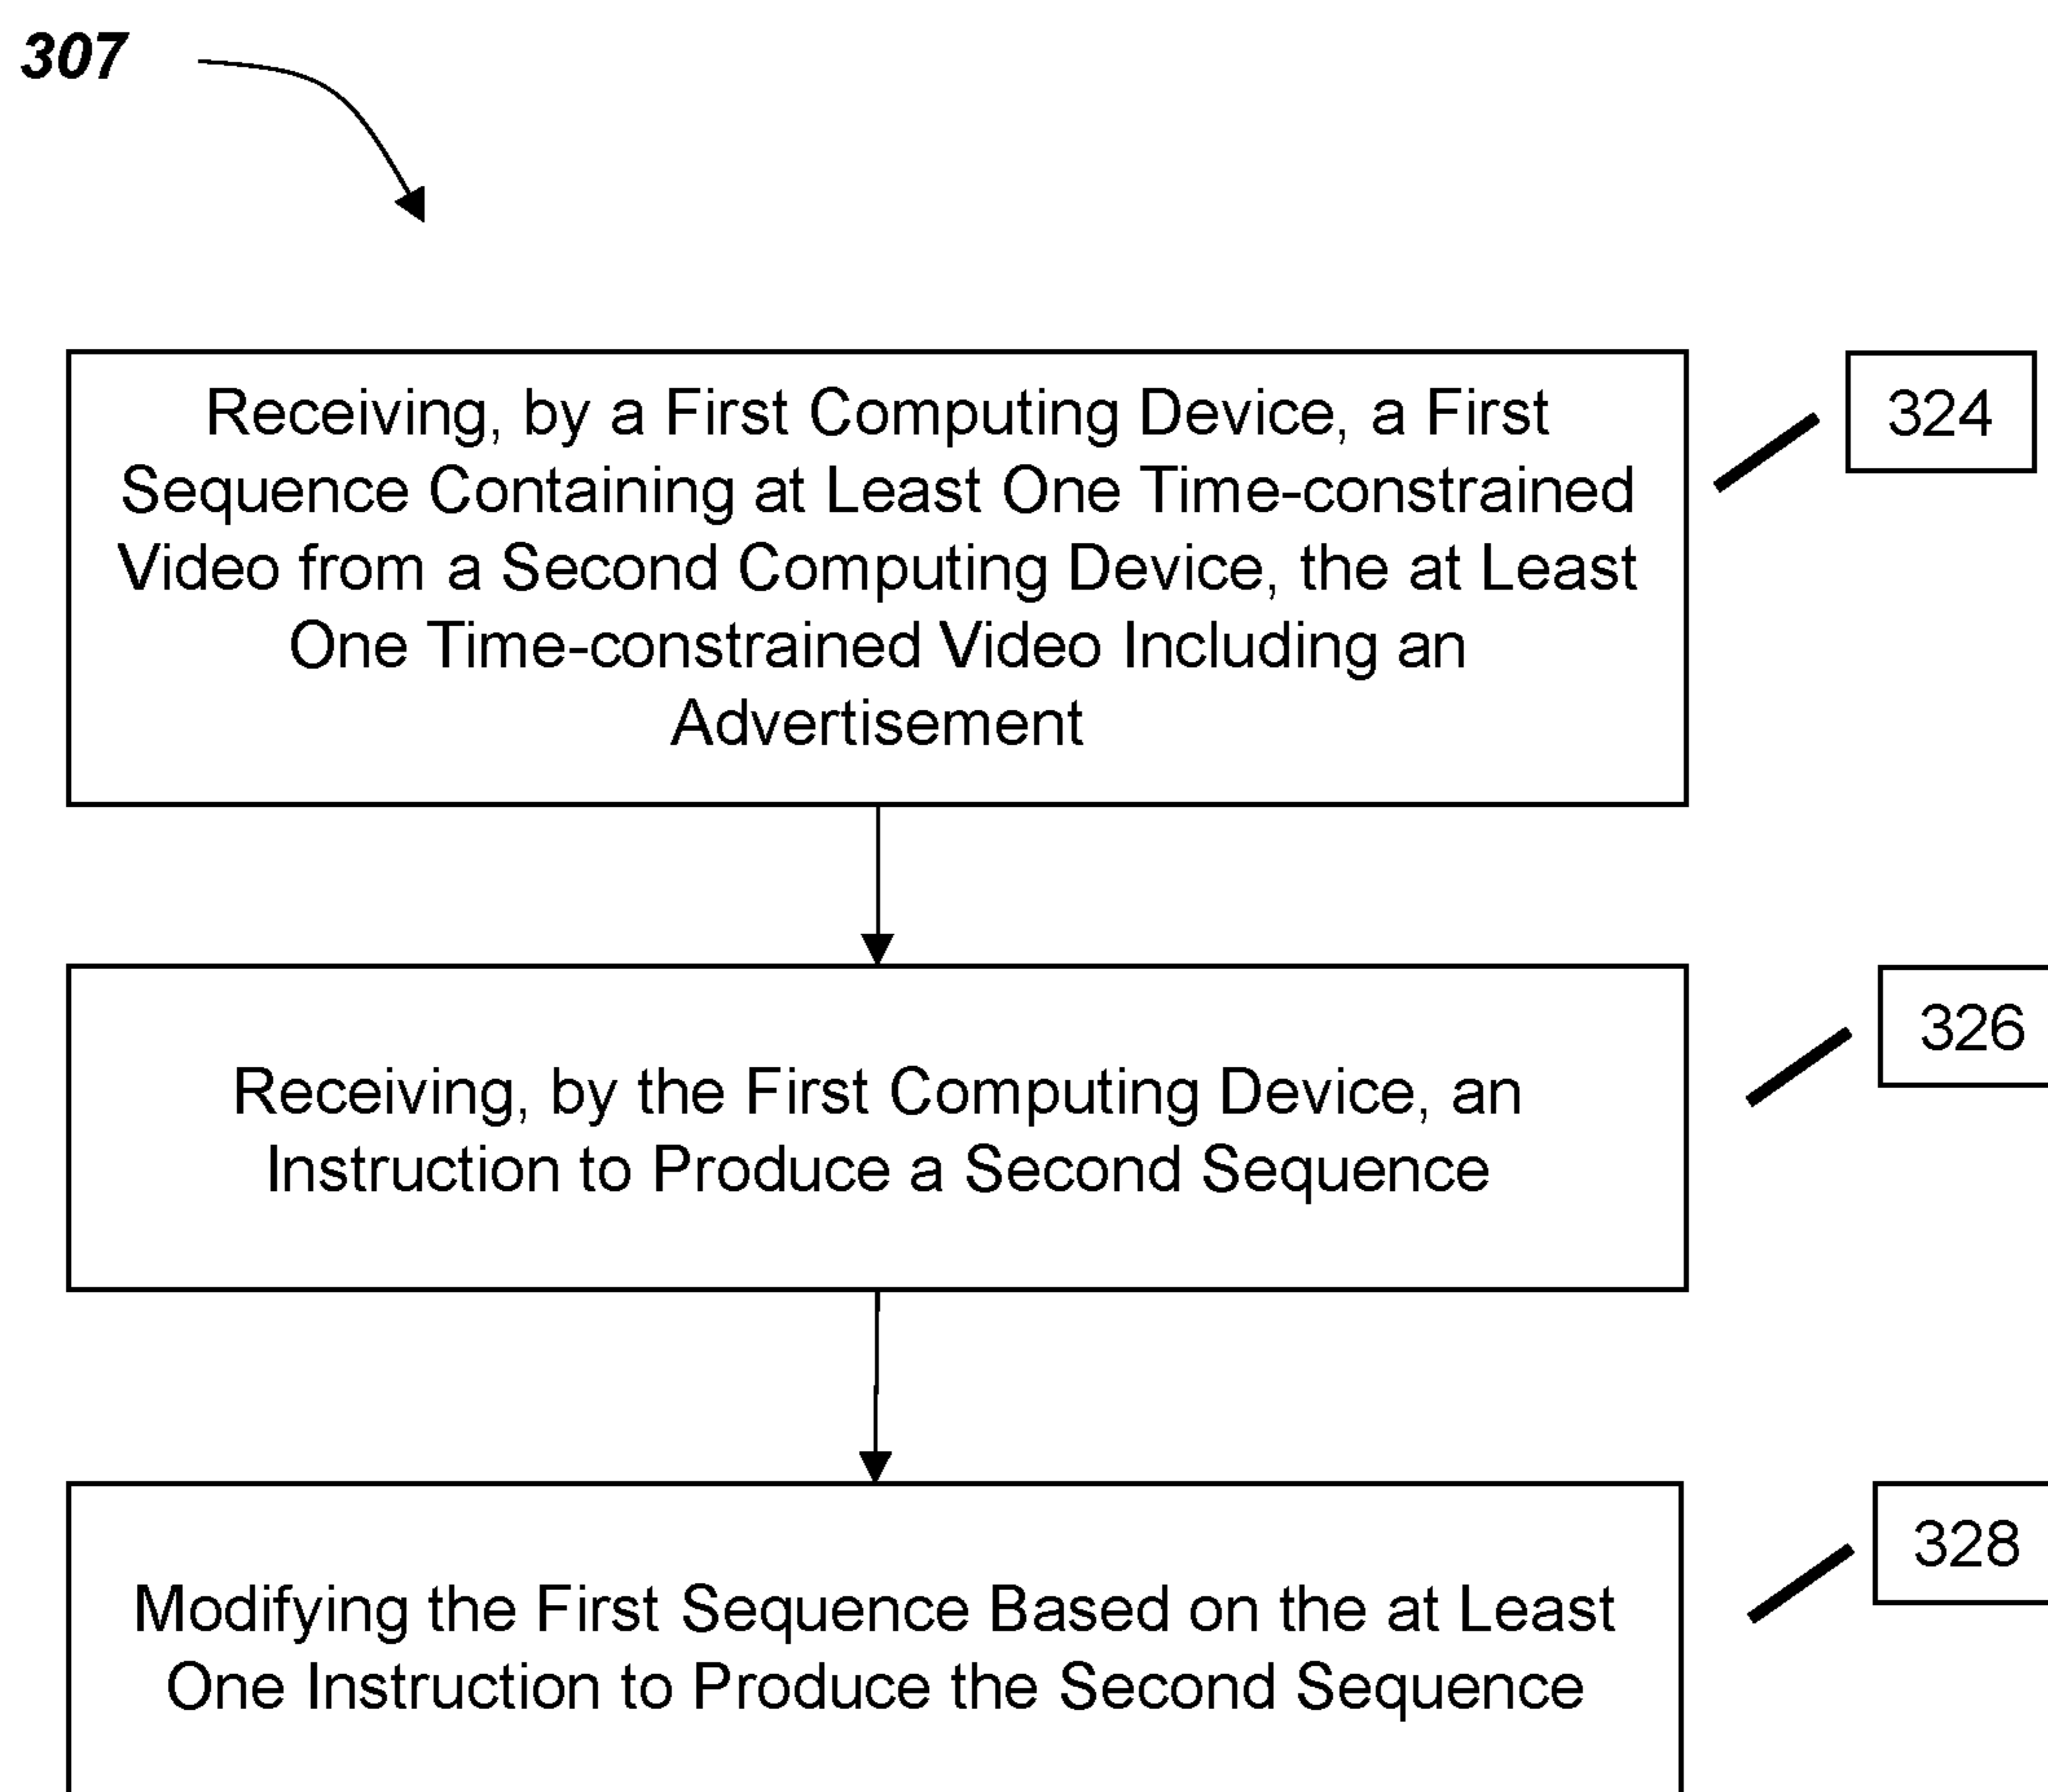 307
Receiving, by a First Computing Device, a First
Sequence Containing at Least One Time-constrained
Video from a Second Computing Device, the at Least
One Time-constrained Video Including an
Advertisement
324
Receiving, by the First Computing Device, an
Instruction to Produce a Second Sequence
326
Modifying the First Sequence Based on the at Least
One Instruction to Produce the Second Sequence
328